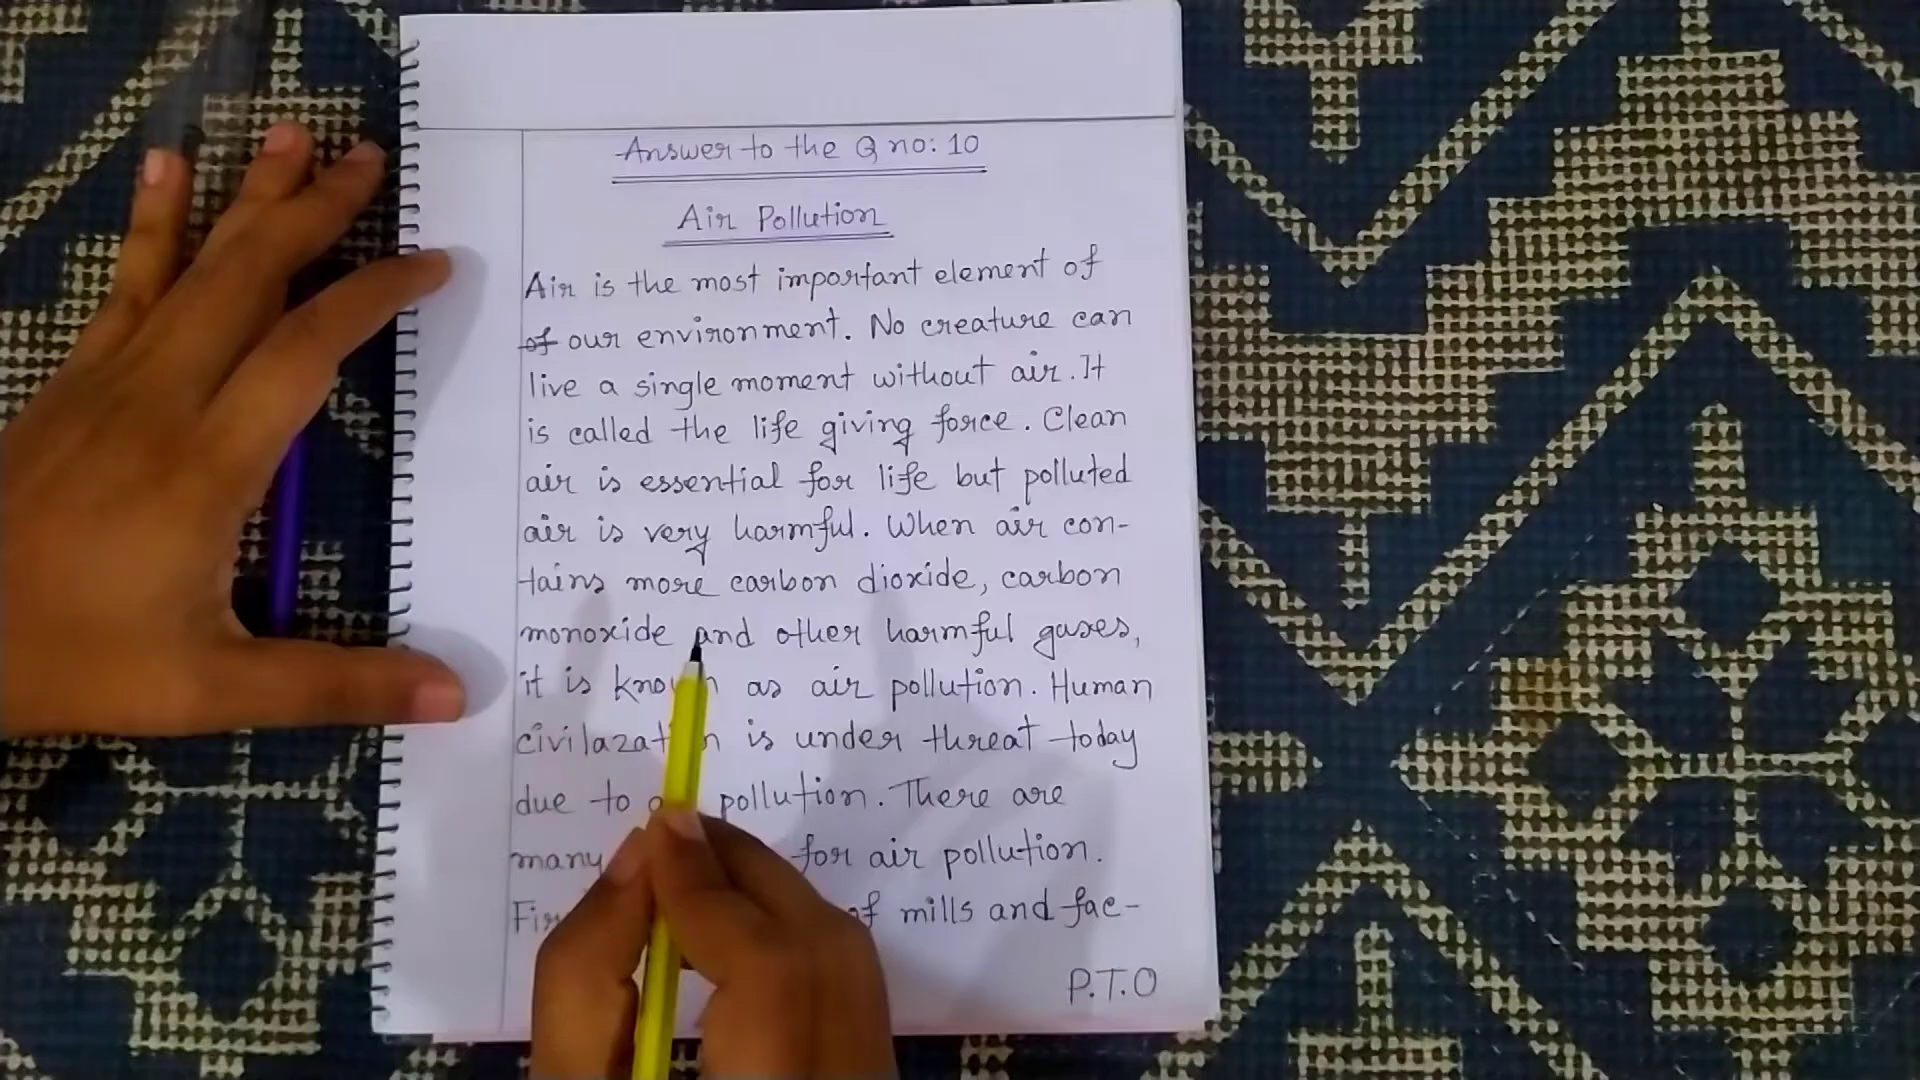 Answer to the Q no: 10
Air Pollution
Air is the most important element of
of our environment. No creature can
live a single moment without air. It
is called the life giving force. Clean
air is essential for life but polluted
air is very harmful. When air con-
tains more carbon dioxide, carbon
monoxide and other harmful gases,
it is known as air pollution. Human
civilazation is under threat today
due to pollution. There are
many for air pollution.
of mills and fac-
P.T.O